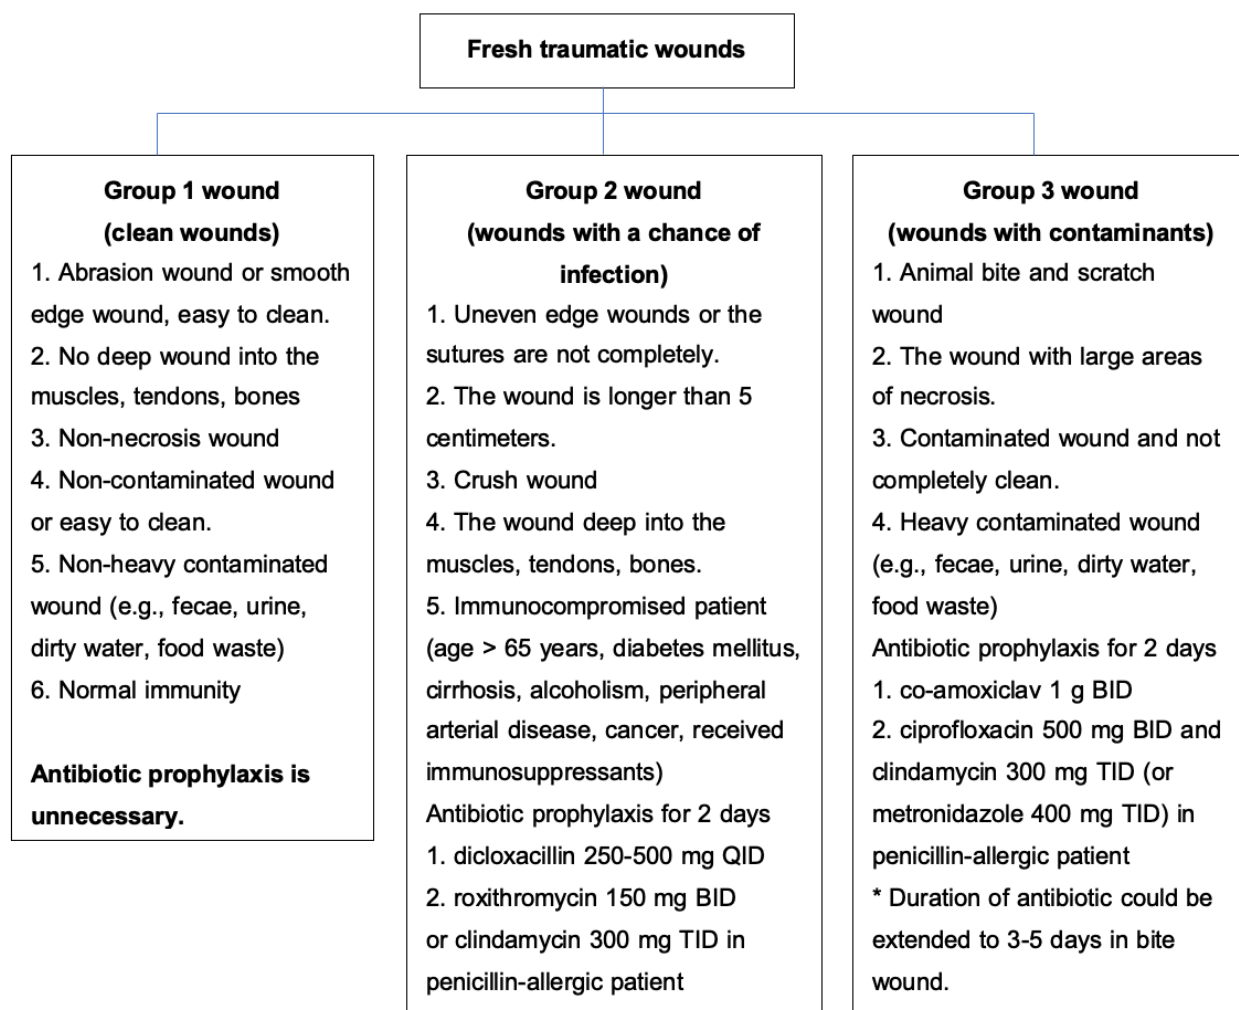 Fresh traumatic wounds
Group 1 wound
(clean wounds)
1. Abrasion wound or smooth
edge wound, easy to clean.
2. No deep wound into the
muscles, tendons, bones
3. Non-necrosis wound
4. Non-contaminated wound
or easy to clean.
5. Non-heavy contaminated
wound (e.g., fecae, urine,
dirty water, food waste)
6. Normal immunity
Antibiotic prophylaxis is
unnecessary.
Group 2 wound
(wounds with a chance of
infection)
1. Uneven edge wounds or the
sutures are not completely.
2. The wound is longer than 5
centimeters.
3. Crush wound
4. The wound deep into the
muscles, tendons, bones.
5. Immunocompromised patient
(age > 65 years, diabetes mellitus,
cirrhosis, alcoholism, peripheral
arterial disease, cancer, received
immunosuppressants)
Antibiotic prophylaxis for 2 days
1. dicloxacillin 250-500 mg QID
2. roxithromycin 150 mg BID
or clindamycin 300 mg TID in
penicillin-allergic patient
Group 3 wound
(wounds with contaminants)
1. Animal bite and scratch
wound
2. The wound with large areas
of necrosis.
3. Contaminated wound and not
completely clean.
4. Heavy contaminated wound
(e.g., fecae, urine, dirty water,
food waste)
Antibiotic prophylaxis for 2 days
1. co-amoxiclav 1 g BID
2. ciprofloxacin 500 mg BID and
clindamycin 300 mg TID (or
metronidazole 400 mg TID) in
penicillin-allergic patient
* Duration of antibiotic could be
extended to 3-5 days in bite
wound.